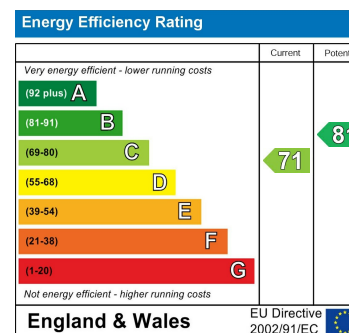 Energy Efficiency Rating
Current
Very energy efficient - lower running costs
(92 plus) A
(81-91) B
(69-80) C
(55-68) D
(39-54) E
(21-38) F
(1-20) G
71
81
Not energy efficient - higher running costs
England & Wales
EU Directive
2002/91/EC